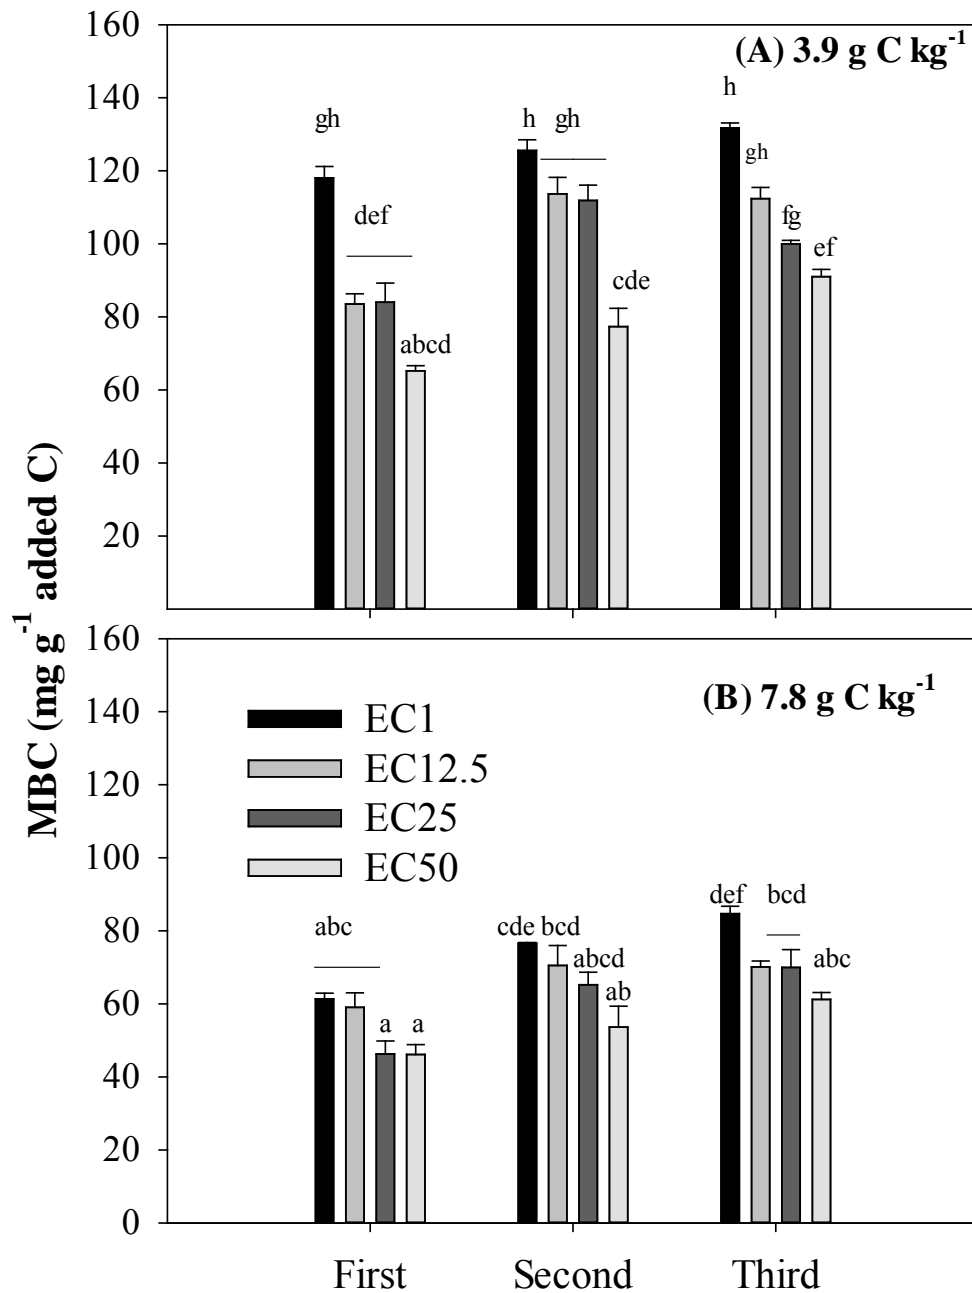 160
(A) 3.9 g C kg⁻¹
140
h
gh
h
gh
120
gh
def
fg
100
ef
cde
80
abcd
60
40
20
MBC (mg g⁻¹ added C)
160
(B) 7.8 g C kg⁻¹
140
EC1
120
EC12.5
EC25
100
EC50
def
bcd
abc
cde
bcd
80
abcd
abc
ab
60
a
a
40
20
0
First
Second
Third